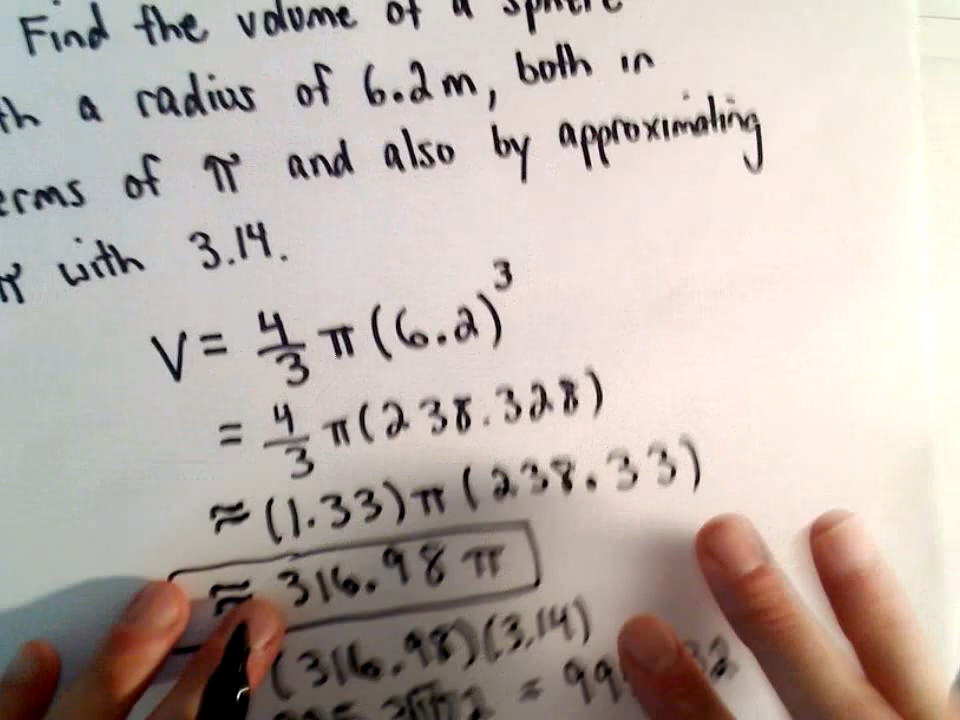 Find the volume of a sphere
a radius of 6.2m, both in
of π and also by approximating
π with 3.14.
V = 4/3 π (6.2)^3
= 4/3 π (238.328)
≈ (1.33) π (238.33)
≈ 316.98 π
(316.98)(3.14)